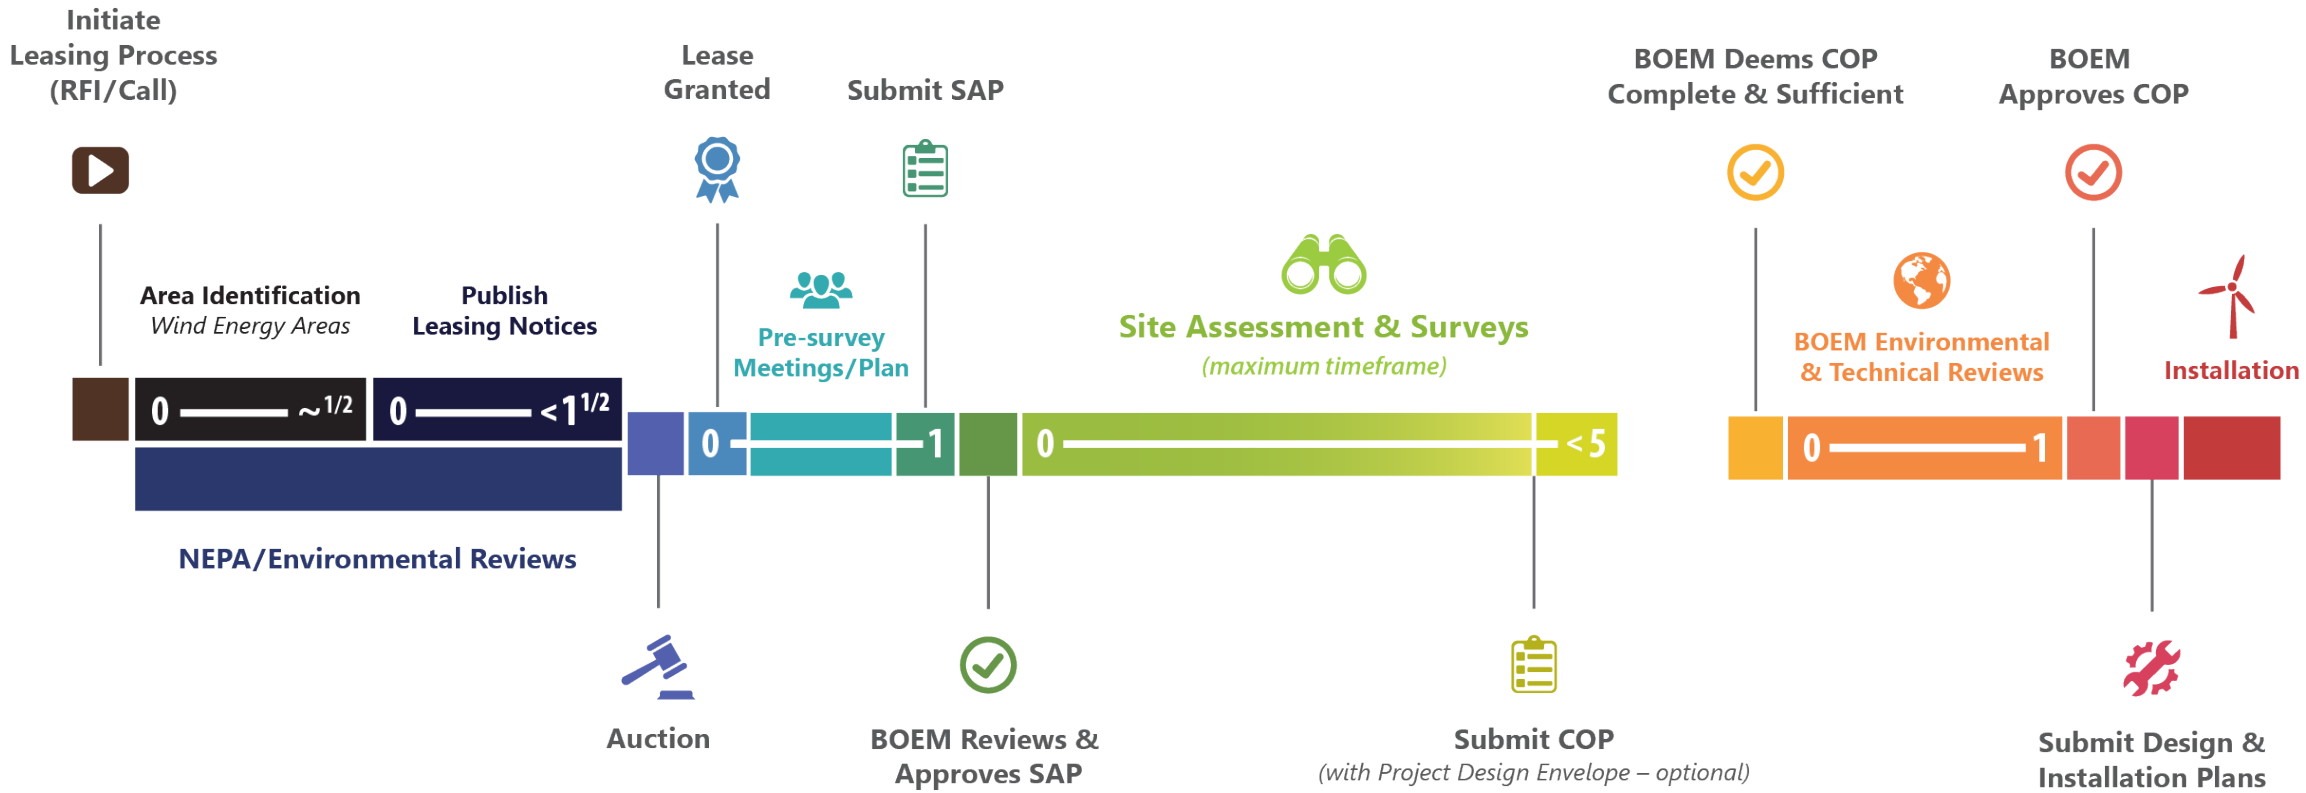 Initiate
Leasing Process
(RFI/Call)
Lease
Granted
Submit SAP
BOEM Deems COP
Complete & Sufficient
BOEM
Approves COP
Area Identification
Wind Energy Areas
Publish
Leasing Notices
Pre-survey
Meetings/Plan
Site Assessment & Surveys
(maximum timeframe)
BOEM Environmental
& Technical Reviews
Installation
0 ~1/2
0 <1 1/2
0 1
0 <5
0 1
NEPA/Environmental Reviews
Auction
BOEM Reviews &
Approves SAP
Submit COP
(with Project Design Envelope – optional)
Submit Design &
Installation Plans